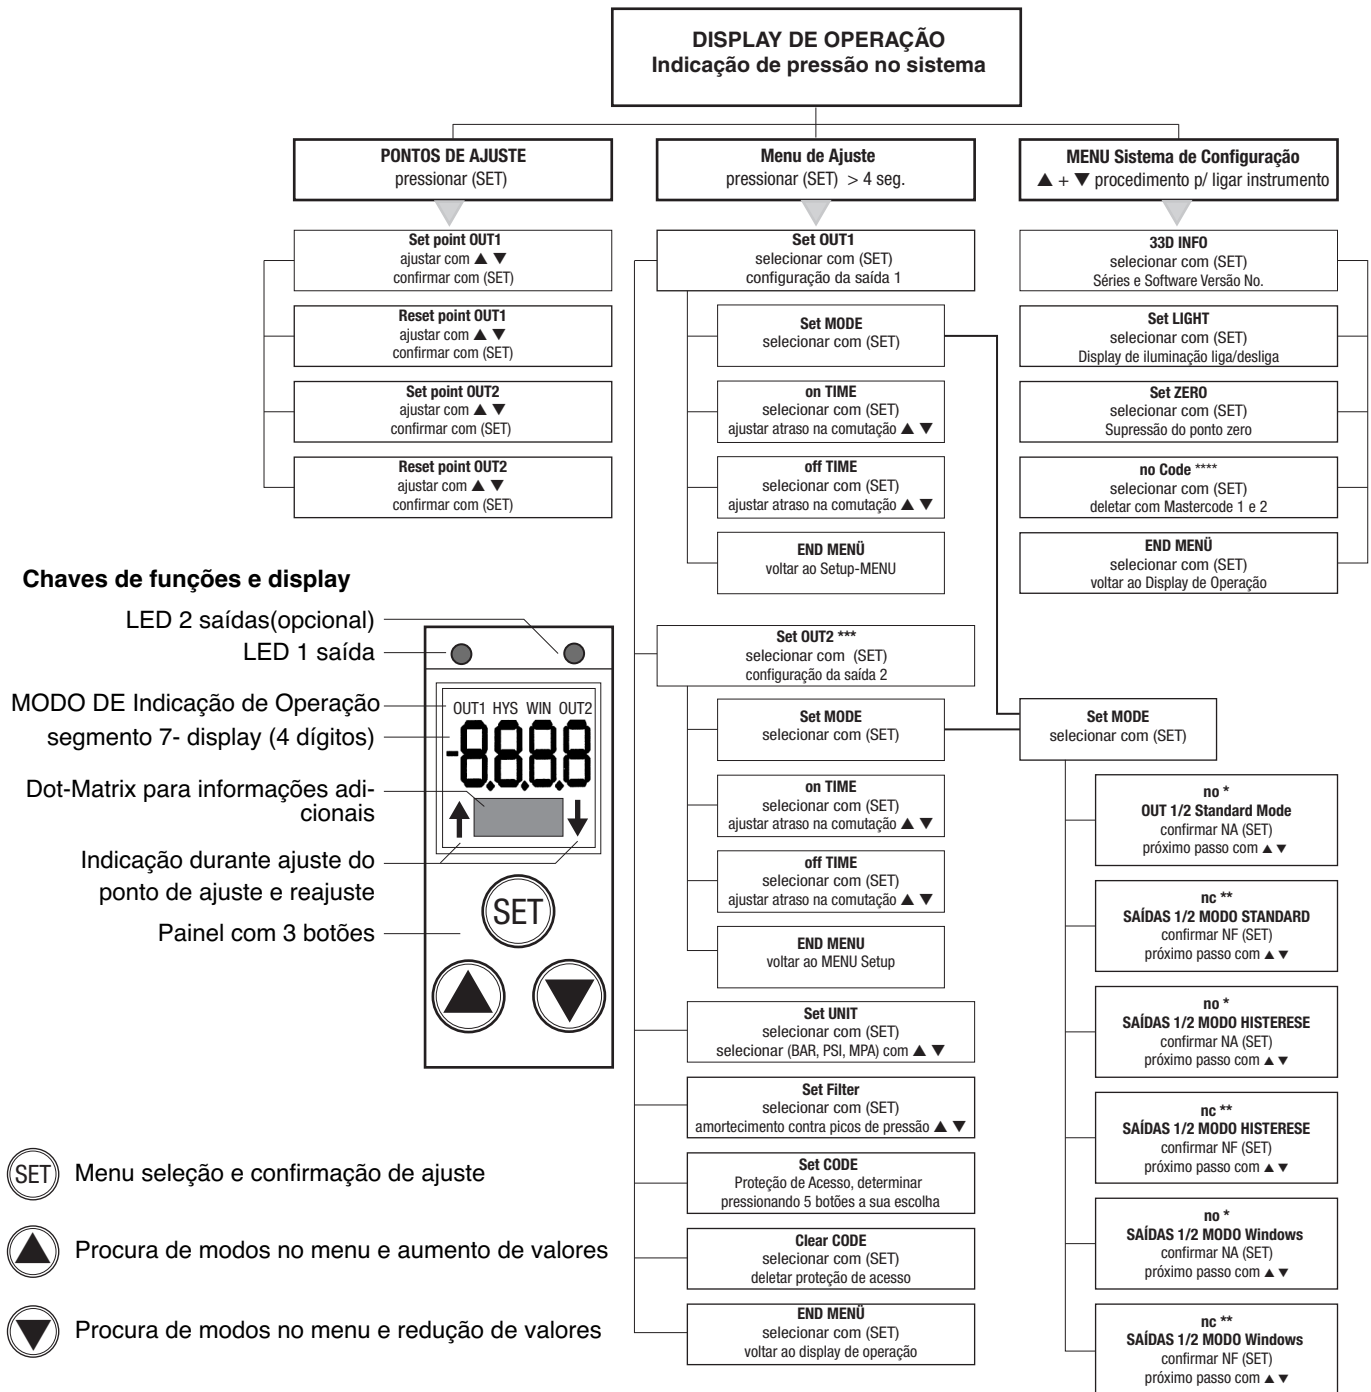 DISPLAY DE OPERAÇÃO
Indicação de pressão no sistema
PONTOS DE AJUSTE
pressionar (SET)
Set point OUT1
ajustar com ▲ ▼
confirmar com (SET)
Reset point OUT1
ajustar com ▲ ▼
confirmar com (SET)
Set point OUT2
ajustar com ▲ ▼
confirmar com (SET)
Reset point OUT2
ajustar com ▲ ▼
confirmar com (SET)
Menu de Ajuste
pressionar (SET) > 4 seg.
Set OUT1
selecionar com (SET)
configuração da saída 1
Set MODE
selecionar com (SET)
on TIME
selecionar com (SET)
ajustar atraso na comutação ▲ ▼
off TIME
selecionar com (SET)
ajustar atraso na comutação ▲ ▼
END MENÜ
voltar ao Setup-MENU
Set OUT2 ***
selecionar com (SET)
configuração da saída 2
Set MODE
selecionar com (SET)
on TIME
selecionar com (SET)
ajustar atraso na comutação ▲ ▼
off TIME
selecionar com (SET)
ajustar atraso na comutação ▲ ▼
END MENU
voltar ao MENU Setup
Set UNIT
selecionar com (SET)
selecionar (BAR, PSI, MPA) com ▲ ▼
Set Filter
selecionar com (SET)
amortecimento contra picos de pressão ▲ ▼
Set CODE
Proteção de Acesso, determinar
pressionando 5 botões a sua escolha
Clear CODE
selecionar com (SET)
deletar proteção de acesso
END MENÜ
selecionar com (SET)
voltar ao display de operação
MENU Sistema de Configuração
▲ + ▼ procedimento p/ ligar instrumento
33D INFO
selecionar com (SET)
Séries e Software Versão No.
Set LIGHT
selecionar com (SET)
Display de iluminação liga/desliga
Set ZERO
selecionar com (SET)
Supressão do ponto zero
no Code ****
selecionar com (SET)
deletar com Mastercode 1 e 2
END MENÜ
selecionar com (SET)
voltar ao Display de Operação
Set MODE
selecionar com (SET)
no *
OUT 1/2 Standard Mode
confirmar NA (SET)
próximo passo com ▲ ▼
nc **
SAÍDAS 1/2 MODO STANDARD
confirmar NF (SET)
próximo passo com ▲ ▼
no *
SAÍDAS 1/2 MODO HISTERESE
confirmar NA (SET)
próximo passo com ▲ ▼
nc **
SAÍDAS 1/2 MODO HISTERESE
confirmar NF (SET)
próximo passo com ▲ ▼
no *
SAÍDAS 1/2 MODO Windows
confirmar NA (SET)
próximo passo com ▲ ▼
nc **
SAÍDAS 1/2 MODO Windows
confirmar NF (SET)
próximo passo com ▲ ▼
Chaves de funções e display
LED 2 saídas(opcional)
LED 1 saída
MODO DE Indicação de Operação
segmento 7- display (4 dígitos)
Dot-Matrix para informações adi-
cionais
Indicação durante ajuste do
ponto de ajuste e reajuste
Painel com 3 botões
OUT1 HYS WIN OUT2
-8.8.8.8
SET
SET Menu seleção e confirmação de ajuste
Procura de modos no menu e aumento de valores
Procura de modos no menu e redução de valores